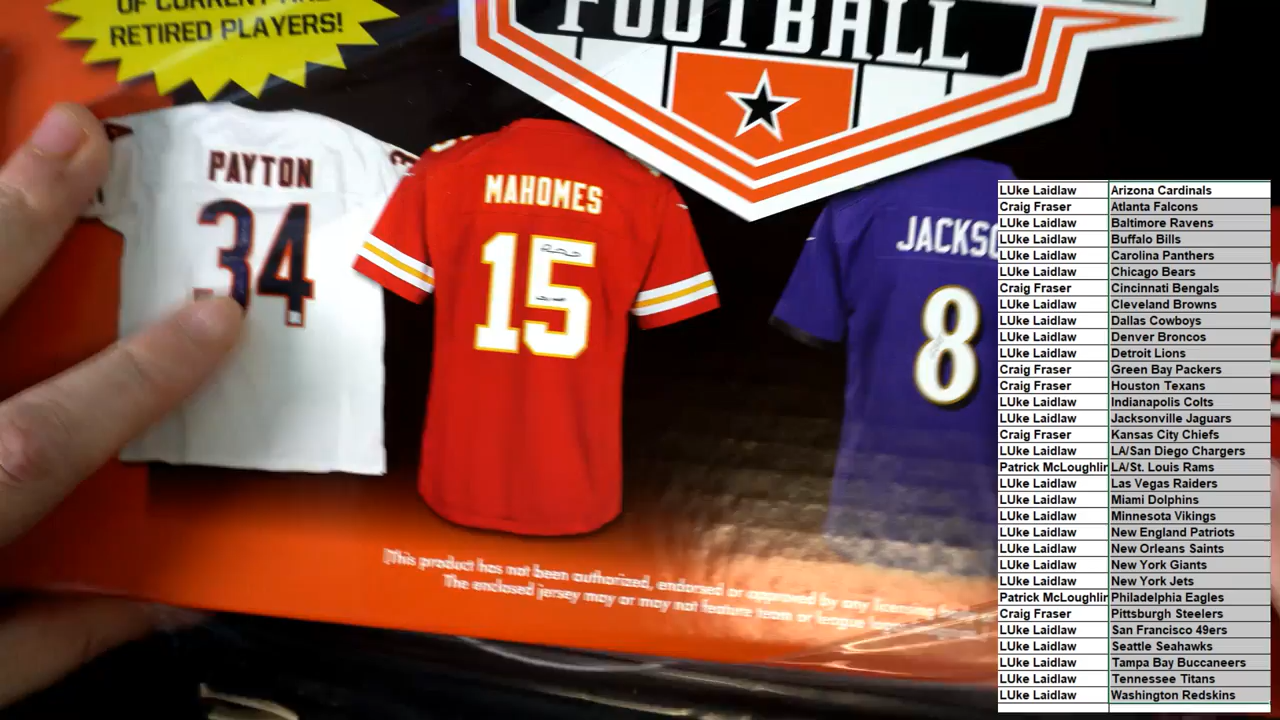 RETIRED PLAYERS!
FOOTBALL
PAYTON
34
MAHOMES
15
8
[This product has not been authorized, endorsed or approved by any licensing
The enclosed jersey may or may not feature team or league
LUke Laidlaw Arizona Cardinals
Craig Fraser Atlanta Falcons
LUke Laidlaw Baltimore Ravens
LUke Laidlaw Buffalo Bills
LUke Laidlaw Carolina Panthers
LUke Laidlaw Chicago Bears
Craig Fraser Cincinnati Bengals
LUke Laidlaw Cleveland Browns
LUke Laidlaw Dallas Cowboys
LUke Laidlaw Denver Broncos
LUke Laidlaw Detroit Lions
Craig Fraser Green Bay Packers
Craig Fraser Houston Texans
LUke Laidlaw Indianapolis Colts
LUke Laidlaw Jacksonville Jaguars
Craig Fraser Kansas City Chiefs
LUke Laidlaw LA/San Diego Chargers
Patrick McLoughlin LA/St. Louis Rams
LUke Laidlaw Las Vegas Raiders
LUke Laidlaw Miami Dolphins
LUke Laidlaw Minnesota Vikings
LUke Laidlaw New England Patriots
LUke Laidlaw New Orleans Saints
LUke Laidlaw New York Giants
LUke Laidlaw New York Jets
Patrick McLoughlin Philadelphia Eagles
Craig Fraser Pittsburgh Steelers
LUke Laidlaw San Francisco 49ers
LUke Laidlaw Seattle Seahawks
LUke Laidlaw Tampa Bay Buccaneers
LUke Laidlaw Tennessee Titans
LUke Laidlaw Washington Redskins